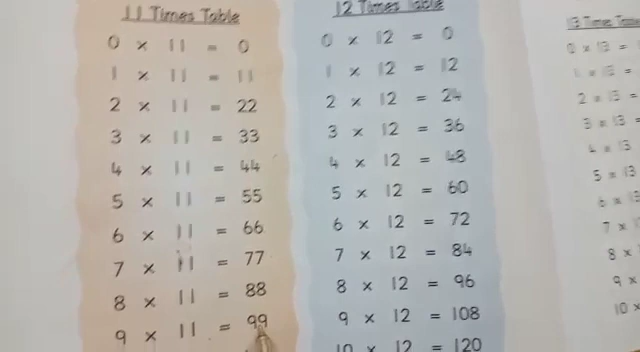 11 Times Table
0 × 11 = 0
1 × 11 = 11
2 × 11 = 22
3 × 11 = 33
4 × 11 = 44
5 × 11 = 55
6 × 11 = 66
7 × 11 = 77
8 × 11 = 88
9 × 11 = 99
12 Times Table
0 × 12 = 0
1 × 12 = 12
2 × 12 = 24
3 × 12 = 36
4 × 12 = 48
5 × 12 = 60
6 × 12 = 72
7 × 12 = 84
8 × 12 = 96
9 × 12 = 108
10 × 12 = 120
13 Times Table
0 × 13 =
1 × 13 =
2 × 13 =
3 × 13 =
4 × 13
5 × 13
6 × 13
7 × 1
8 ×
9 ×
10 ×